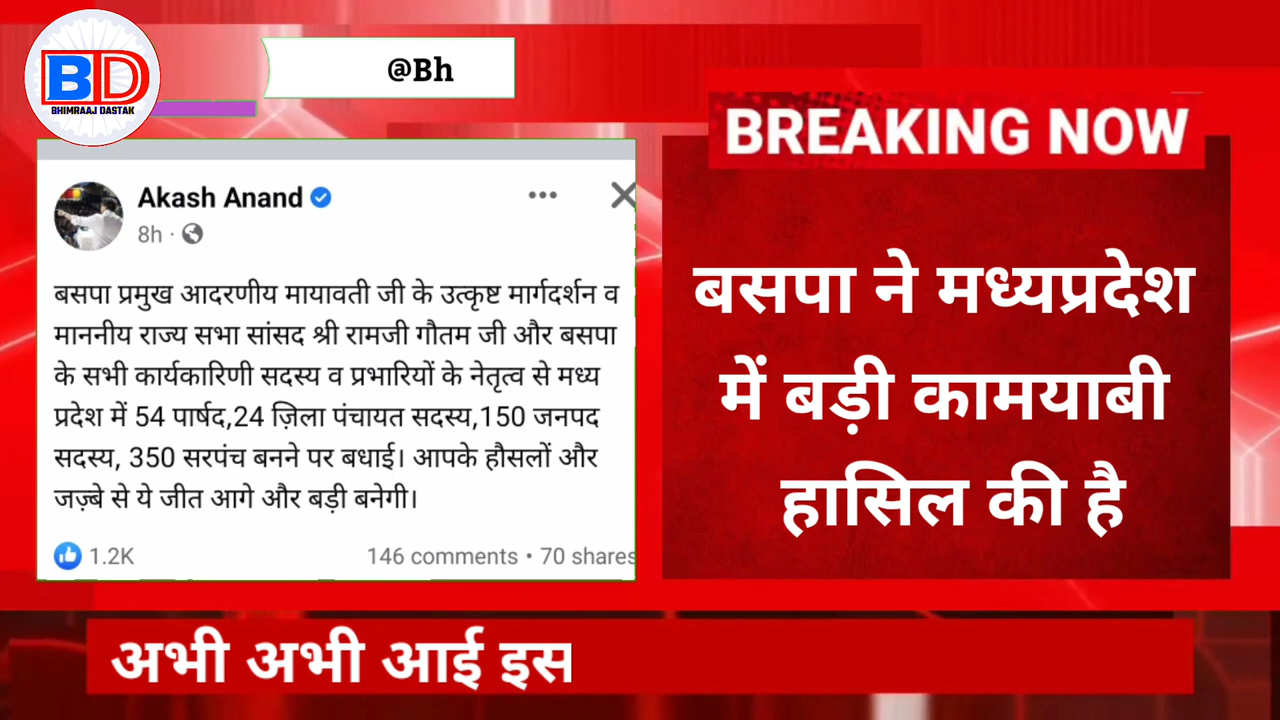 BD
BHIMRAAJ DASTAK
@Bh
BREAKING NOW
Akash Anand
8h
बसपा प्रमुख आदरणीय मायावती जी के उत्कृष्ट मार्गदर्शन व
माननीय राज्य सभा सांसद श्री रामजी गौतम जी और बसपा
के सभी कार्यकारिणी सदस्य व प्रभारियों के नेतृत्व से मध्य
प्रदेश में 54 पार्षद,24 ज़िला पंचायत सदस्य,150 जनपद
सदस्य, 350 सरपंच बनने पर बधाई। आपके हौसलों और
जज़्बे से ये जीत आगे और बड़ी बनेगी।
1.2K
146 comments • 70 shares
बसपा ने मध्यप्रदेश
में बड़ी कामयाबी
हासिल की है
अभी अभी आई इस